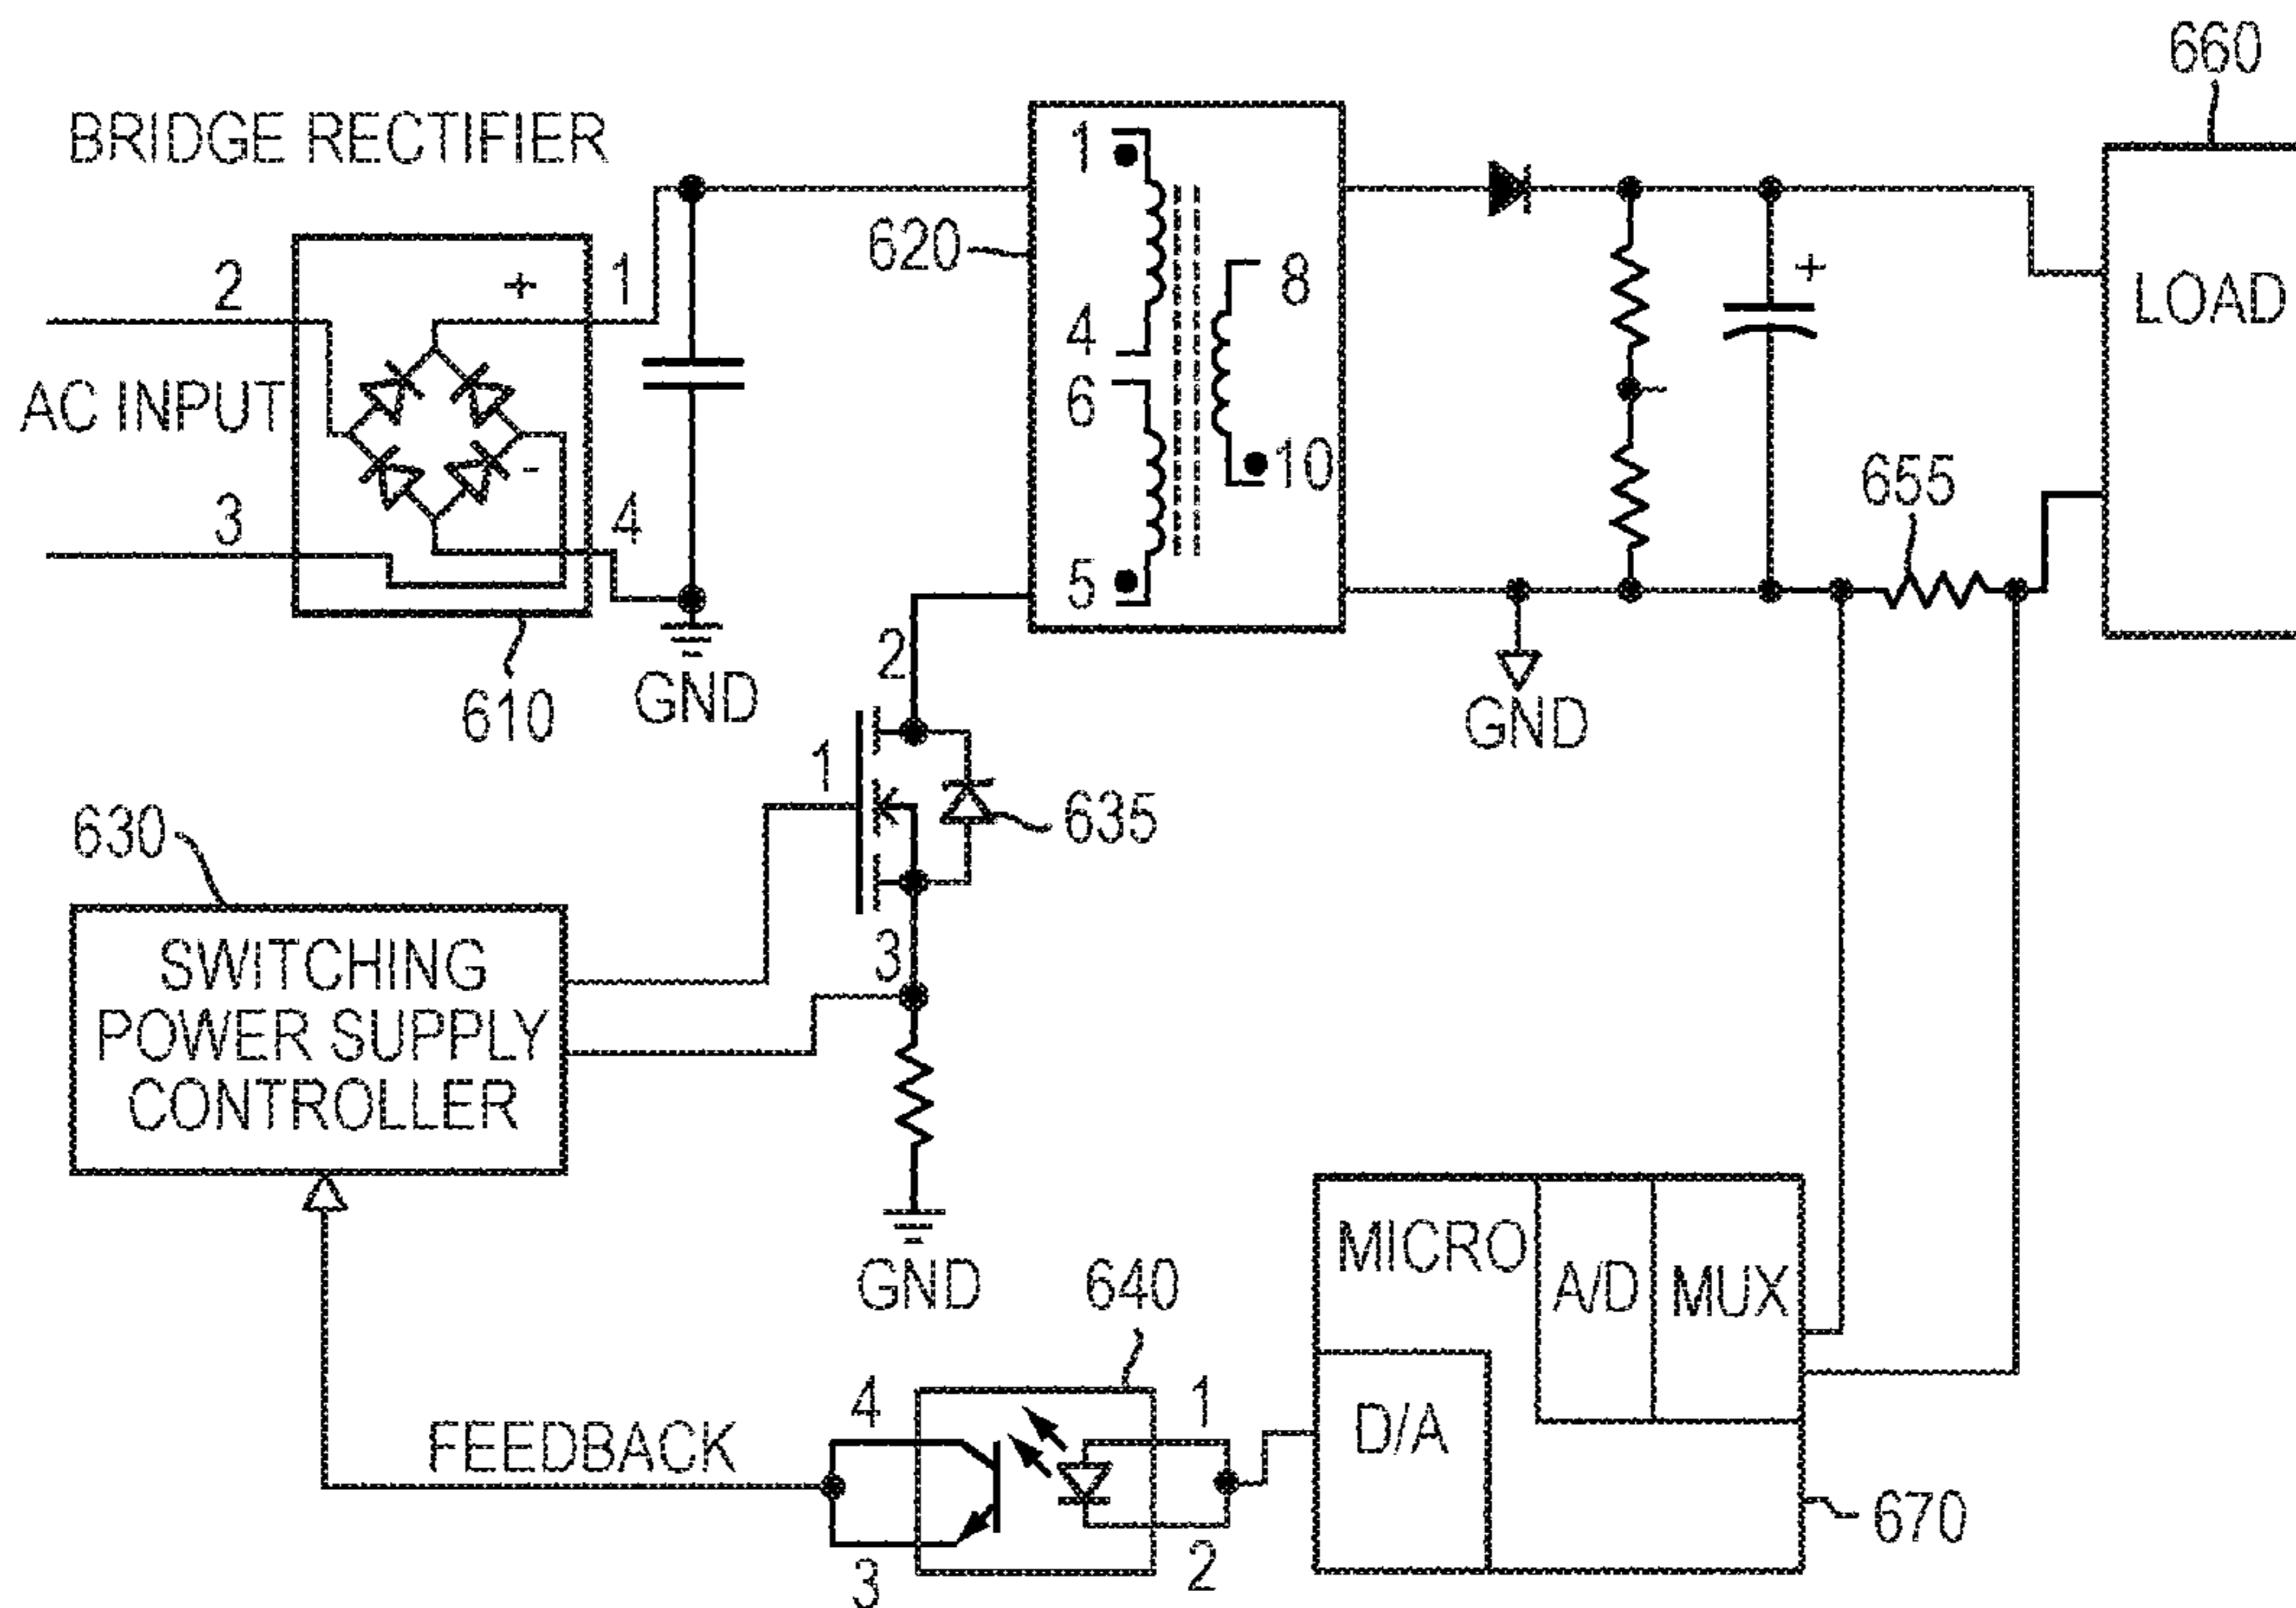 660
BRIDGE RECTIFIER
1
620
8
2
+
1
+
LOAD
4
AC INPUT
6
10
-
655
3
4
5
2
610
GND
GND
1
630
635
3
SWITCHING
POWER SUPPLY
CONTROLLER
MICRO
A/D
MUX
GND
640
4
1
D/A
FEEDBACK
670
3
2